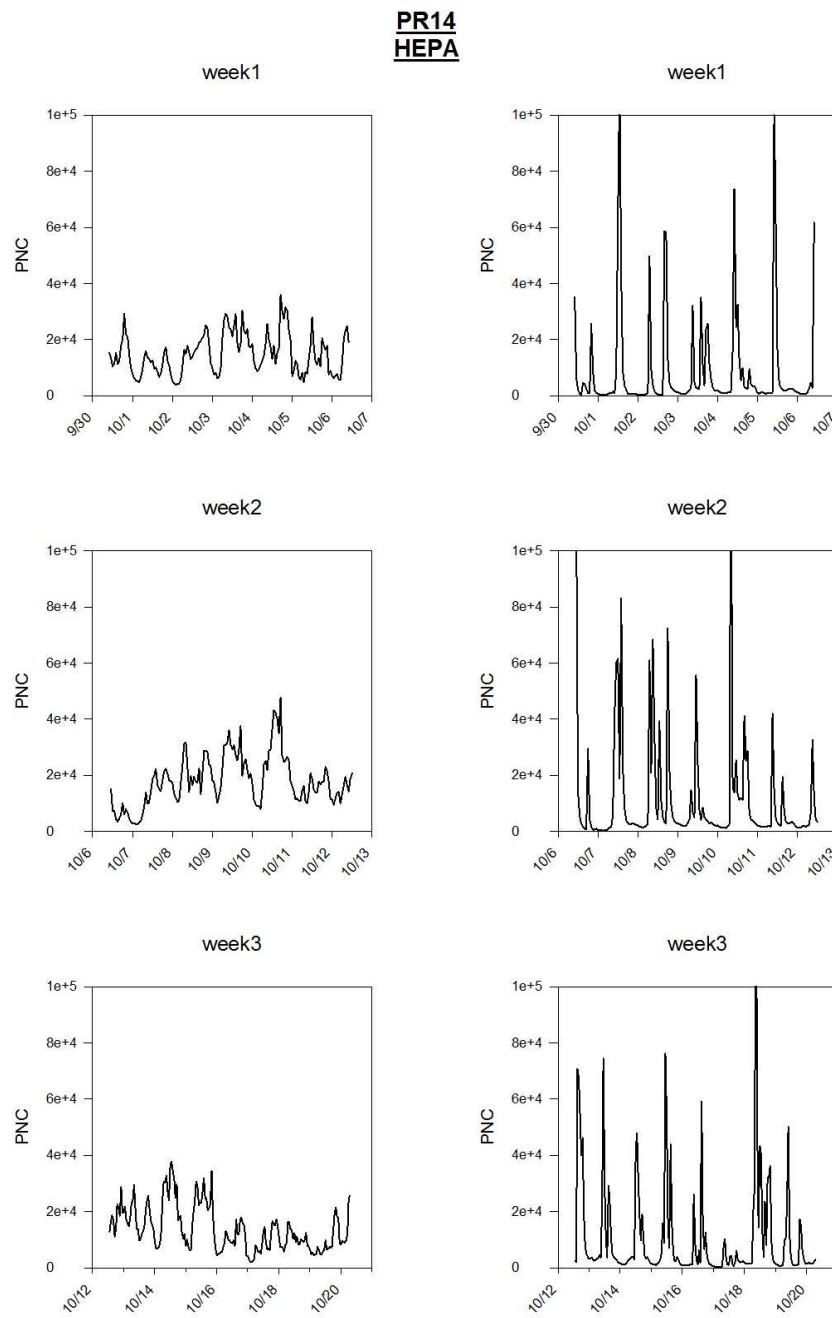 PR14
HEPA
week1
week1
1e+5
8e+4
6e+4
4e+4
2e+4
0
PNC
9/30
10/1
10/2
10/3
10/4
10/5
10/6
10/7
1e+5
8e+4
6e+4
4e+4
2e+4
0
PNC
9/30
10/1
10/2
10/3
10/4
10/5
10/6
10/7
week2
week2
1e+5
8e+4
6e+4
4e+4
2e+4
0
PNC
10/6
10/7
10/8
10/9
10/10
10/11
10/12
10/13
1e+5
8e+4
6e+4
4e+4
2e+4
0
PNC
10/6
10/7
10/8
10/9
10/10
10/11
10/12
10/13
week3
week3
1e+5
8e+4
6e+4
4e+4
2e+4
0
PNC
10/12
10/14
10/16
10/18
10/20
1e+5
8e+4
6e+4
4e+4
2e+4
0
PNC
10/12
10/14
10/16
10/18
10/20